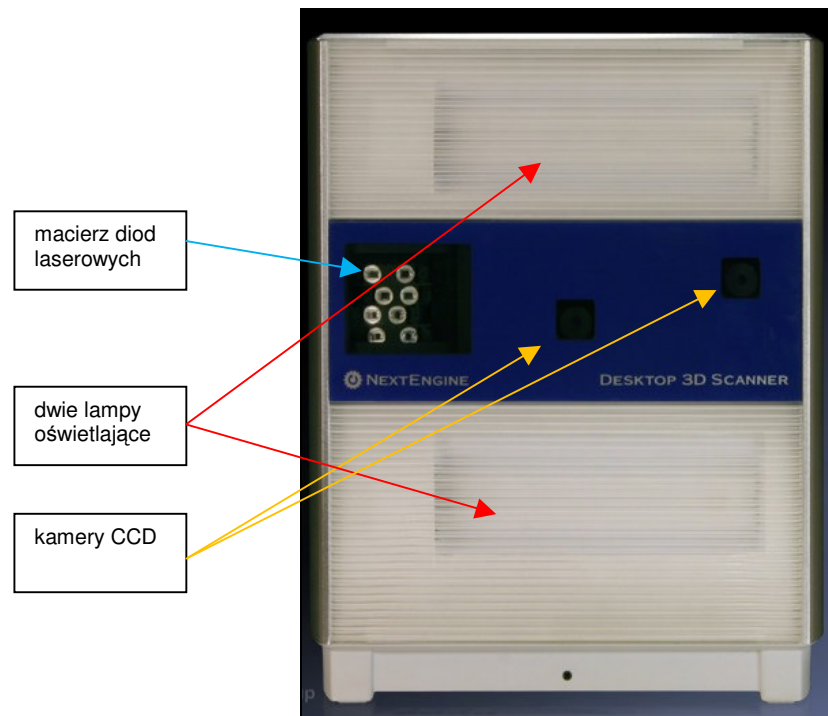 macierz diod
laserowych
dwie lampy
oświetlające
kamery CCD
NEXTENGINE
DESKTOP 3D SCANNER